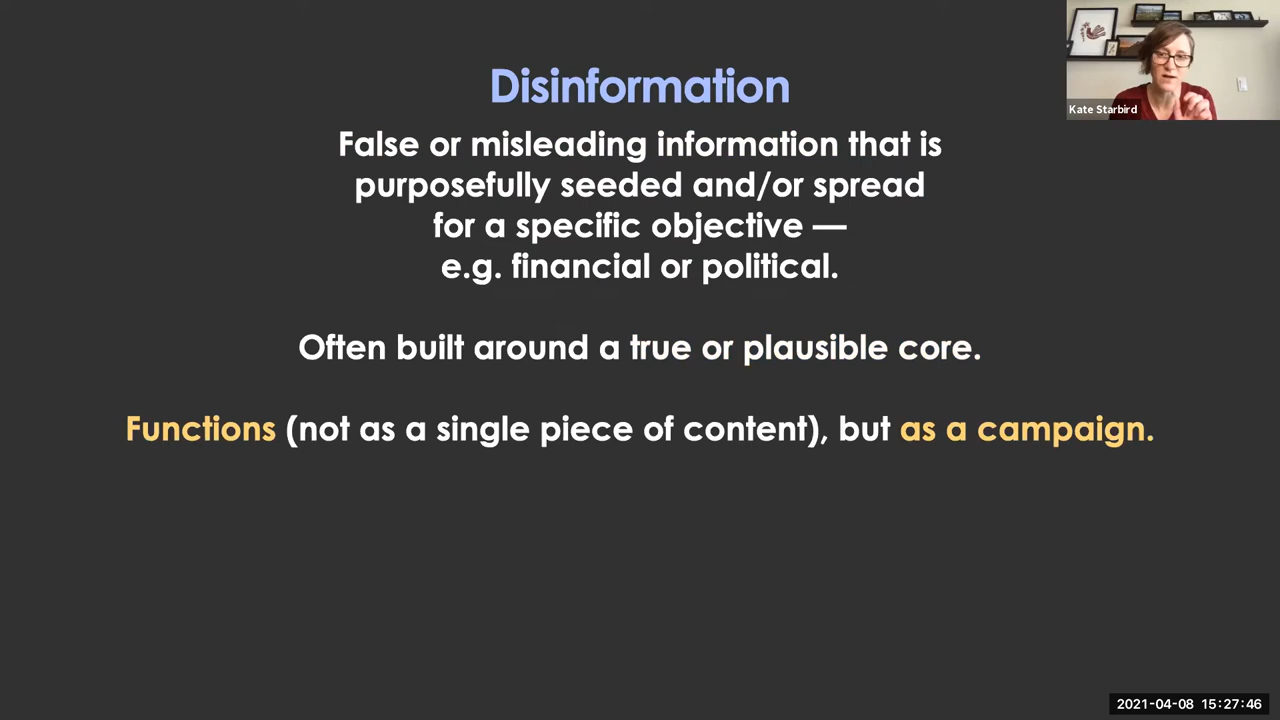 Disinformation
False or misleading information that is
purposefully seeded and/or spread
for a specific objective —
e.g. financial or political.
Often built around a true or plausible core.
Functions (not as a single piece of content), but as a campaign.
Kate Starbird
2021-04-08 15:27:46